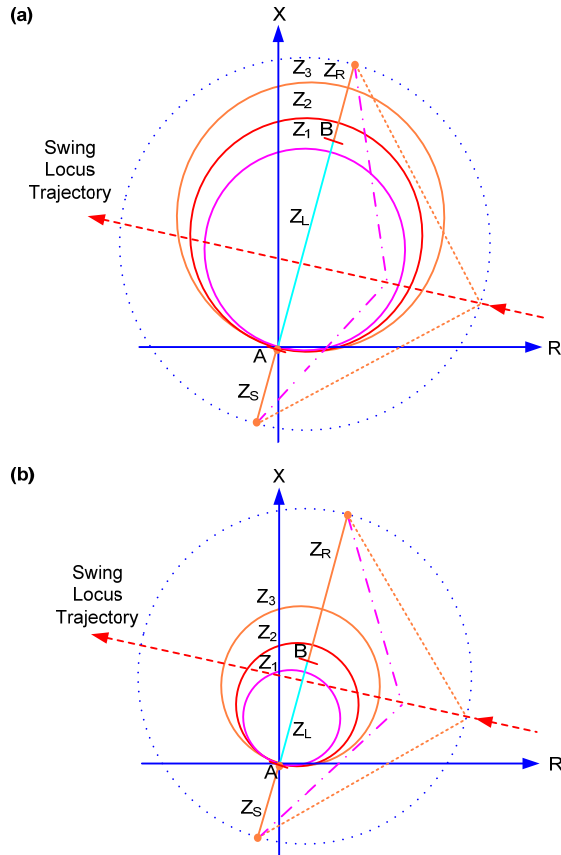 (a)
X
Z3
ZR
Z2
Z1
B
Swing
Locus
Trajectory
ZL
A
R
ZS
(b)
X
ZR
Swing
Locus
Trajectory
Z3
Z2
B
Z1
ZL
A
R
ZS